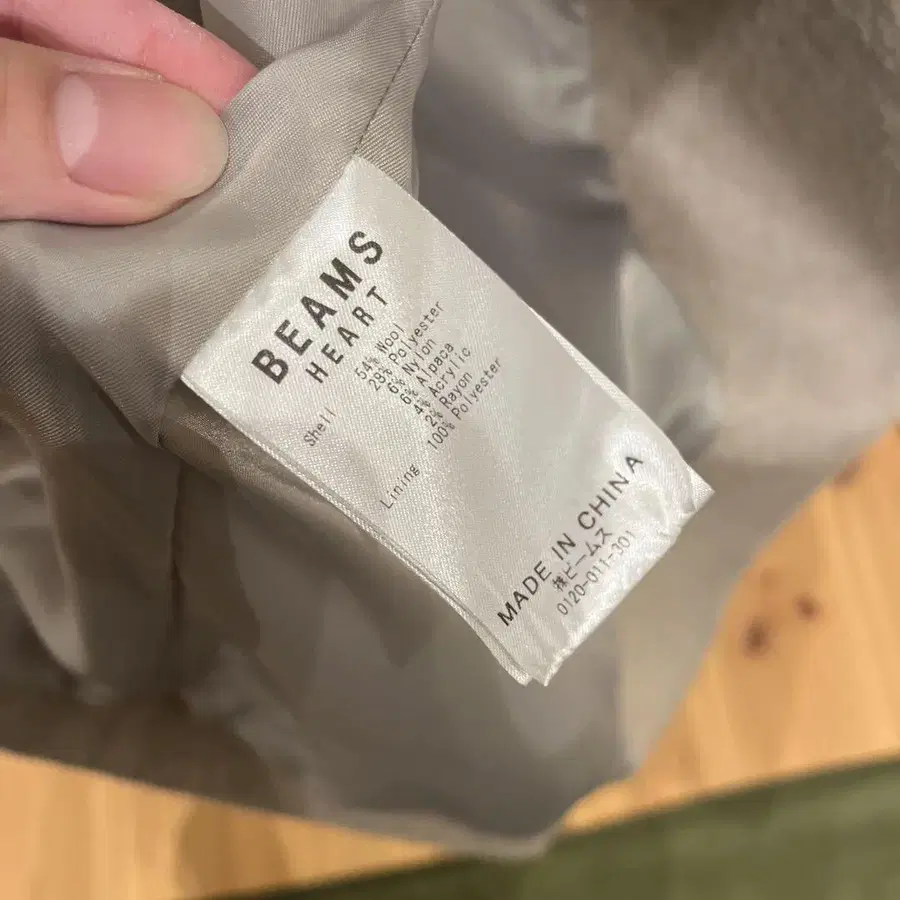 BEAMS
HEART
Shell 54% Wool
29% Polyester
6% Nylon
6% Alpaca
4% Acrylic
2% Rayon
Lining 100% Polyester
MADE IN CHINA
㈱ビームス
0120-011-301